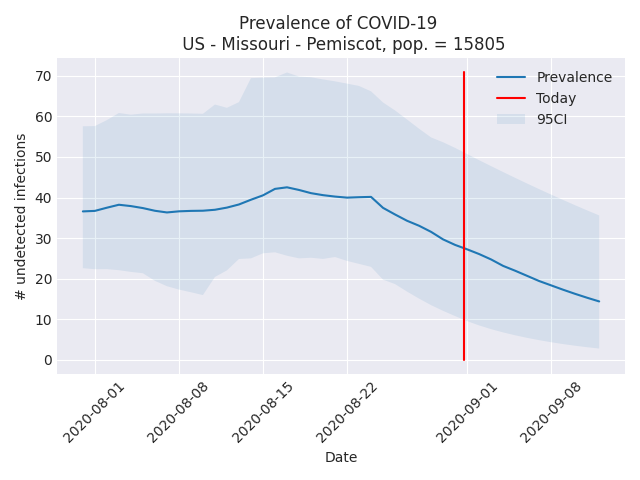 Prevalence of COVID-19
US - Missouri - Pemiscot, pop. = 15805
Prevalence
Today
95CI
# undetected infections
70
60
50
40
30
20
10
0
2020-08-01
2020-08-08
2020-08-15
2020-08-22
2020-09-01
2020-09-08
Date